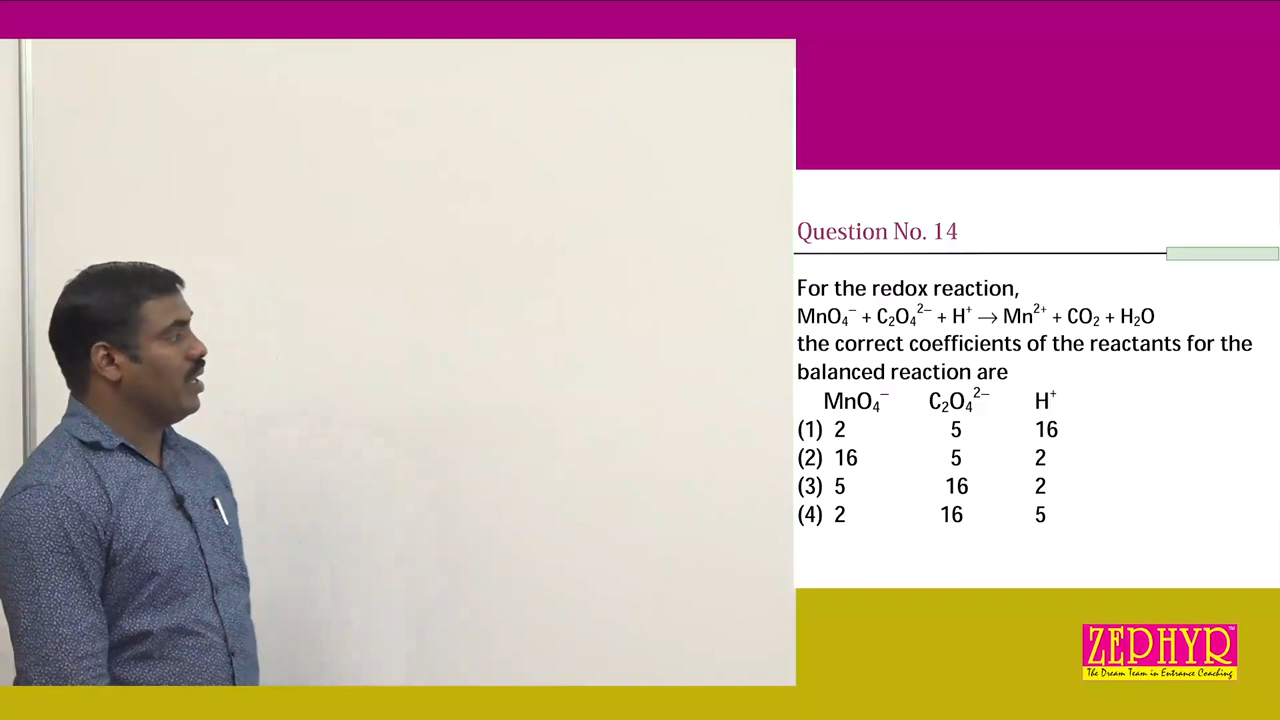 Question No. 14
For the redox reaction,
MnO₄⁻ + C₂O₄²⁻ + H⁺ → Mn²⁺ + CO₂ + H₂O
the correct coefficients of the reactants for the
balanced reaction are
MnO₄⁻ C₂O₄²⁻ H⁺
(1) 2 5 16
(2) 16 5 2
(3) 5 16 2
(4) 2 16 5
ZEPHYR™
The Dream Team in Entrance Coaching